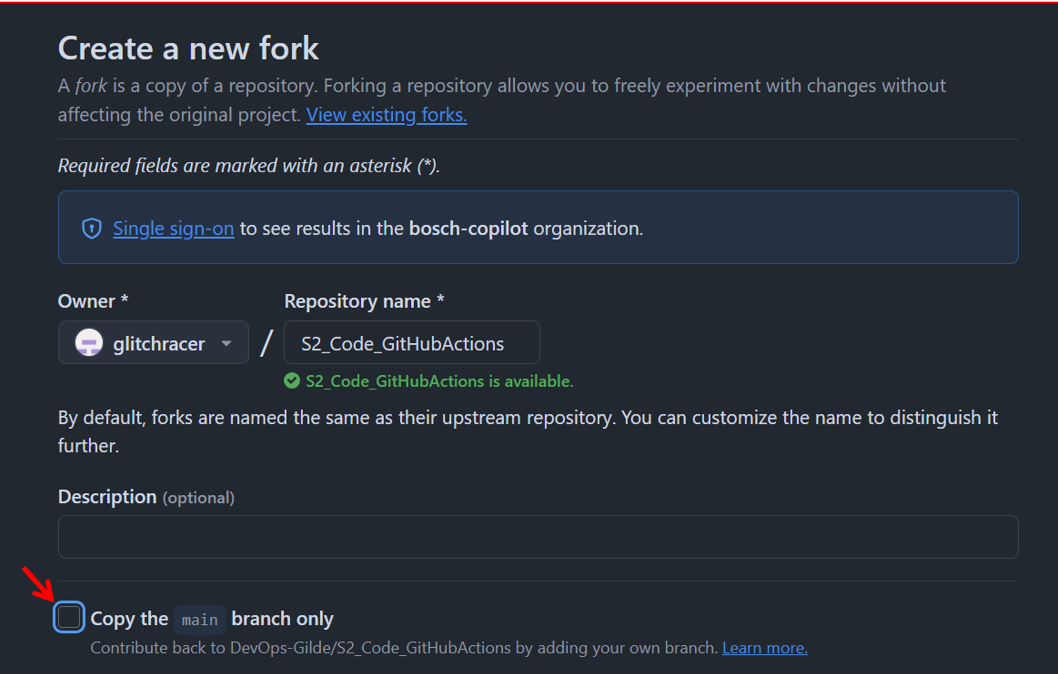 Create a new fork
A fork is a copy of a repository. Forking a repository allows you to freely experiment with changes without
affecting the original project. View existing forks.
Required fields are marked with an asterisk (*).
Single sign-on to see results in the bosch-copilot organization.
Owner *
Repository name *
glitchracer / S2_Code_GitHubActions
S2_Code_GitHubActions is available.
By default, forks are named the same as their upstream repository. You can customize the name to distinguish it
further.
Description (optional)
Copy the main branch only
Contribute back to DevOps-Gilde/S2_Code_GitHubActions by adding your own branch. Learn more.